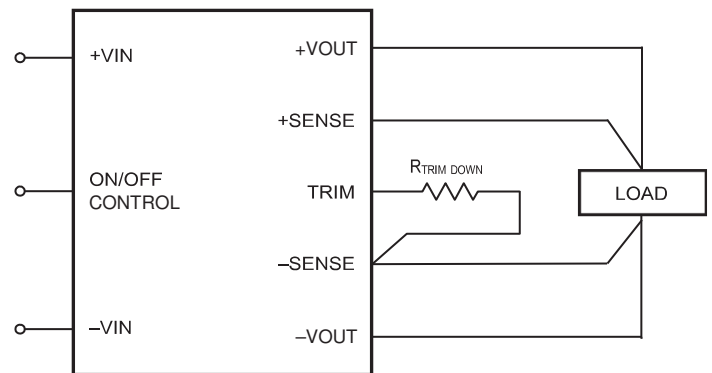 +VIN
+VOUT
+SENSE
ON/OFF
CONTROL
TRIM
RTRIM DOWN
LOAD
–SENSE
–VIN
–VOUT